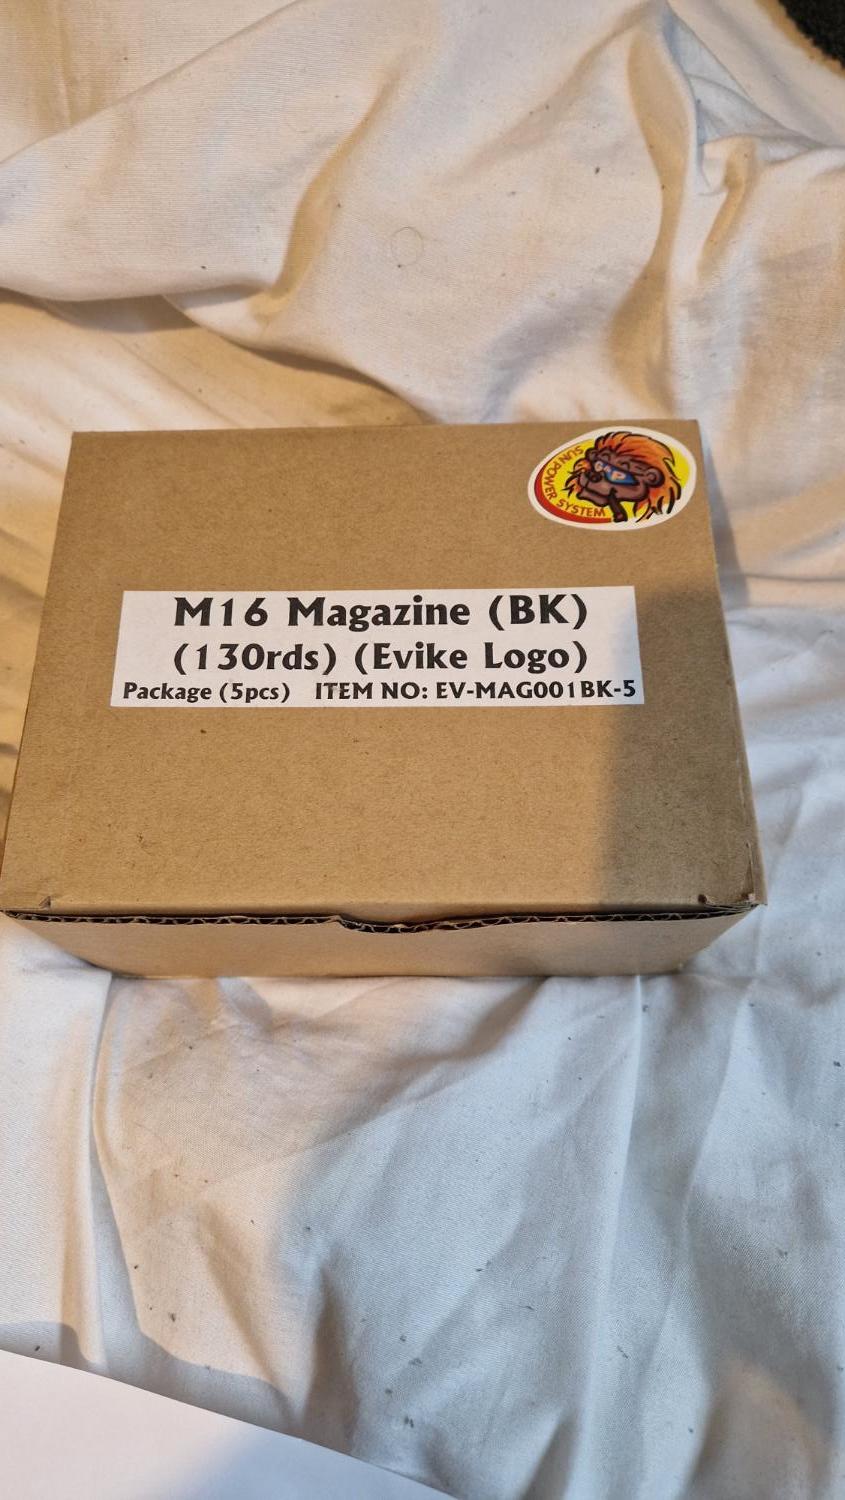 SUN POWER SYSTEM
M16 Magazine (BK)
(130rds) (Evike Logo)
Package (5pcs) ITEM NO: EV-MAG001BK-5